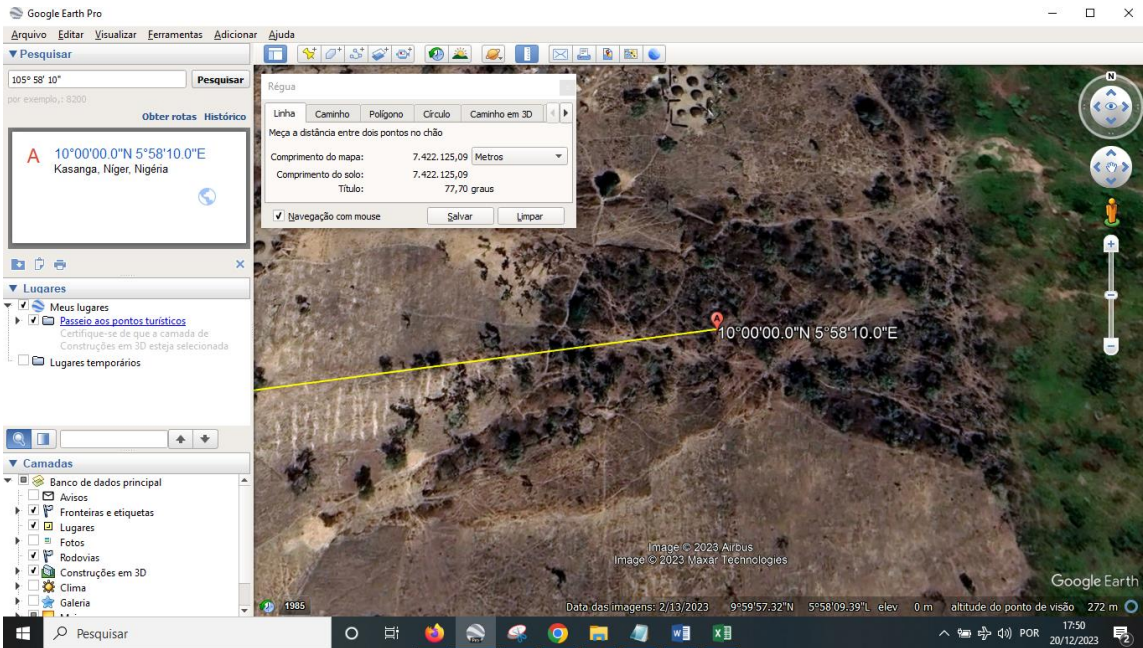 Google Earth Pro
Arquivo Editar Visualizar Ferramentas Adicionar Ajuda
▼ Pesquisar
105° 58' 10"
Pesquisar
por exemplo,: 8200
Obter rotas Histórico
A
10°00'00.0"N 5°58'10.0"E
Kasanga, Níger, Nigéria
▼ Lugares
Meus lugares
Passeio aos pontos turísticos
Certifique-se de que a camada de
Construções em 3D esteja selecionada
Lugares temporários
▼ Camadas
Banco de dados principal
Avisos
Fronteiras e etiquetas
Lugares
Fotos
Rodovias
Construções em 3D
Clima
Galeria
Régua
Linha Caminho Polígono Círculo Caminho em 3D
Meça a distância entre dois pontos no chão
Comprimento do mapa: 7.422.125,09 Metros
Comprimento do solo: 7.422.125,09
Título: 77,70 graus
Navegação com mouse Salvar Limpar
N
A
10°00'00.0"N 5°58'10.0"E
Image © 2023 Airbus
Image © 2023 Maxar Technologies
Google Earth
1985
Data das imagens: 2/13/2023 9°59'57.32"N 5°58'09.39"L elev 0 m altitude do ponto de visão 272 m
Pesquisar
POR
17:50
20/12/2023
2